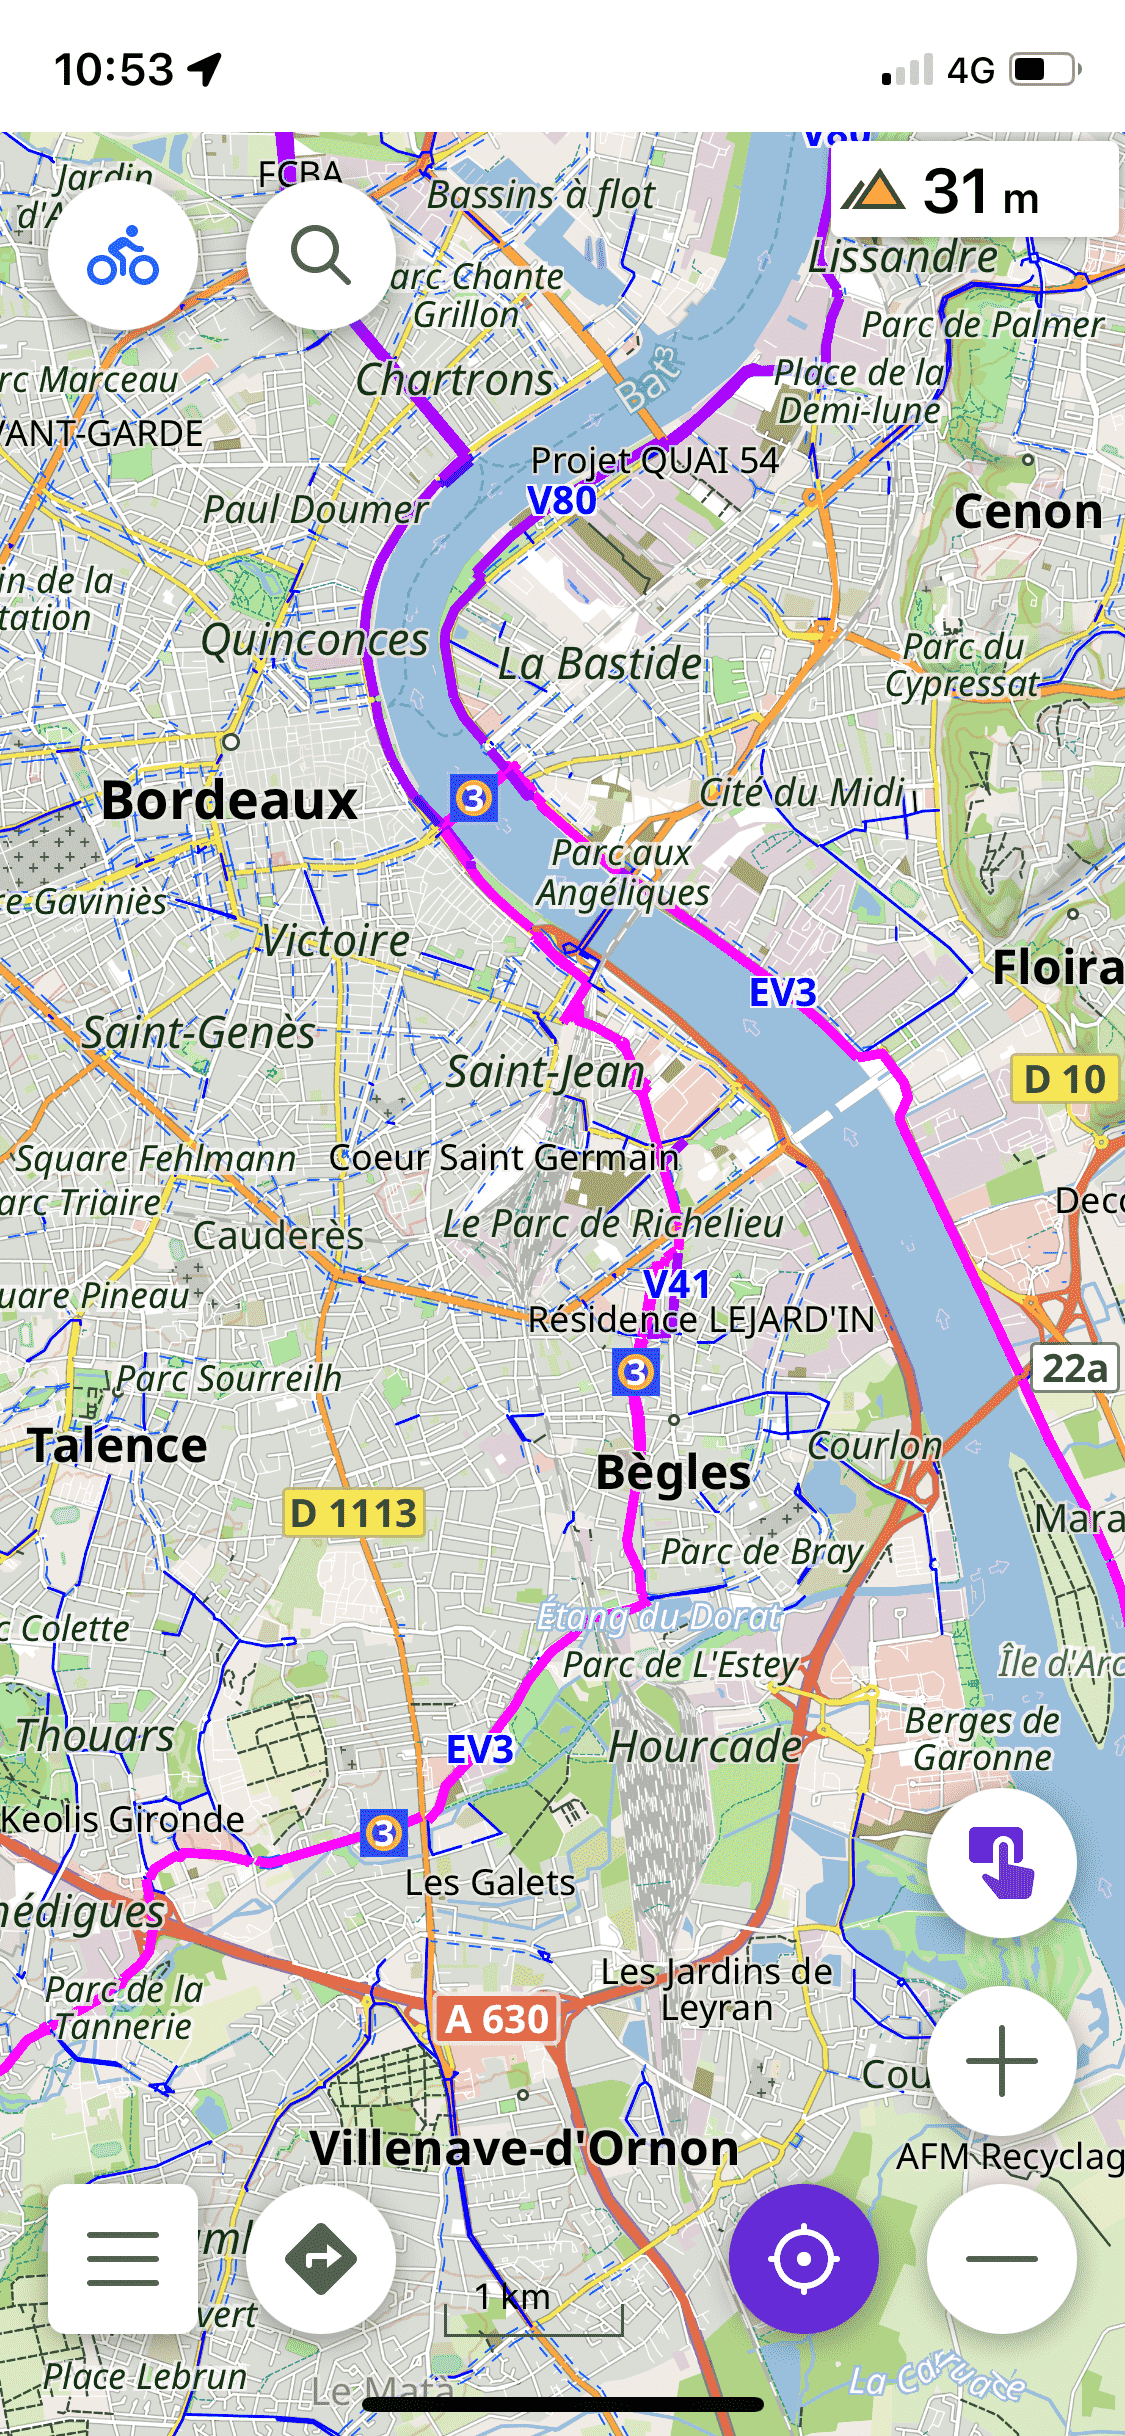 10:53
4G
V80
31 m
Jardin
FCBA
Bassins à flot
Lissandre
arc Chante
Grillon
Parc de Palmer
rc Marceau
Chartrons
Bat³
Place de la
Demi-lune
VANT-GARDE
Projet QUAI 54
V80
Paul Doumer
Cenon
in de la
tation
Quinconces
La Bastide
Parc du
Cypressat
Bordeaux
3
Cité du Midi
Parc aux
Angéliques
re Gaviniès
Victoire
Floira
EV3
Saint-Genès
Saint-Jean
D 10
Square Fehlmann
Coeur Saint Germain
arc Triaire
Deco
Cauderès
Le Parc de Richelieu
uare Pineau
V41
Résidence LEJARD'IN
3
22a
Parc Sourreilh
Talence
Courlon
Bègles
D 1113
Mara
Parc de Bray
Étang du Dorat
c Colette
Parc de L'Estey
Île d'Arc
Thouars
Hourcade
Berges de
Garonne
EV3
Keolis Gironde
3
Les Galets
nédigues
Parc de la
Tannerie
Les Jardins de
Leyran
A 630
Cou
Villenave-d'Ornon
AFM Recyclag
uml
1 km
vert
Place Lebrun
Le Mata